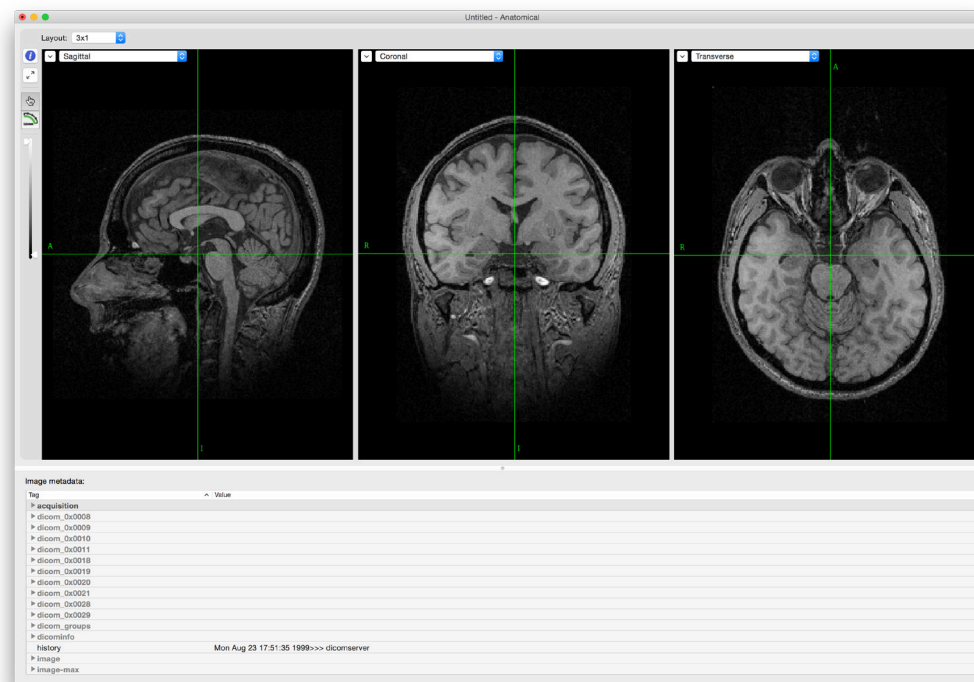 Untitled - Anatomical
Layout: 3x1
Sagittal
Coronal
Transverse
A
A
R
R
I
I
Image metadata:
Tag Value
acquisition
dicom_0x0008
dicom_0x0009
dicom_0x0010
dicom_0x0011
dicom_0x0018
dicom_0x0019
dicom_0x0020
dicom_0x0021
dicom_0x0028
dicom_0x0029
dicom_groups
dicominfo
history Mon Aug 23 17:51:35 1999>>> dicomserver
image
image-max